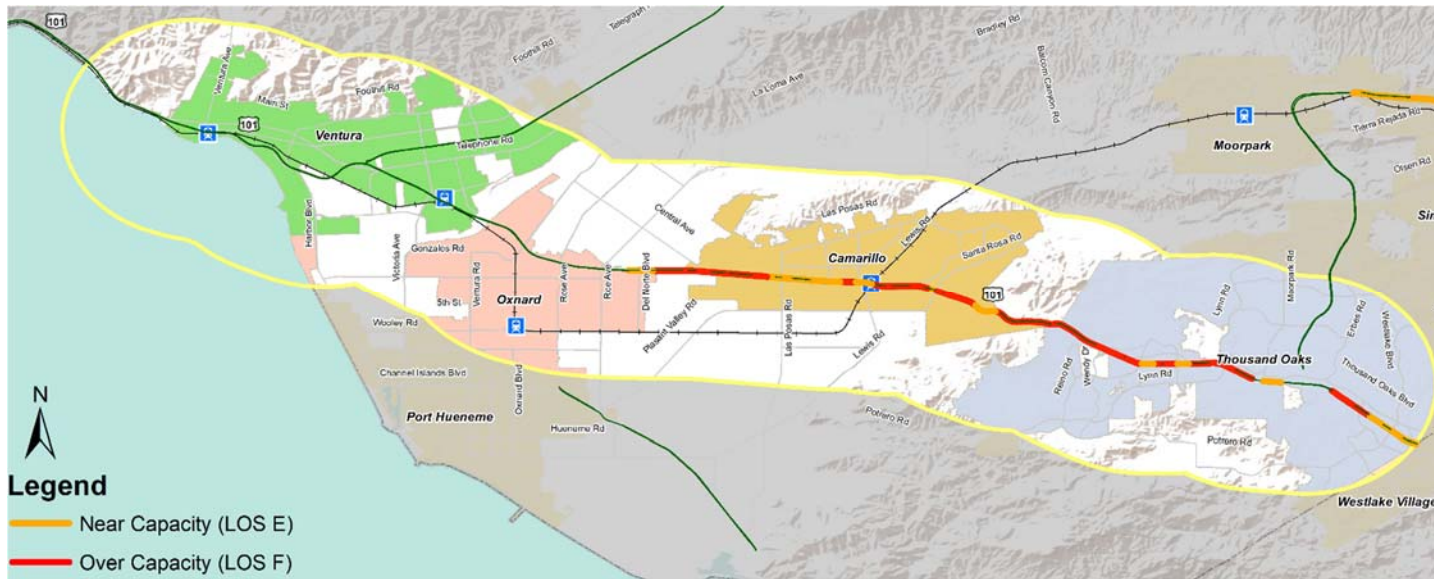 101
Telegraph
Foothill Rd
Bradley Rd
Balcom Canyon Rd
La Loma Ave
Ventura Ave
Foothill Rd
Main St
101
Ventura
Telephone Rd
Moorpark
Tierra Rejada Rd
Olsen Rd
Sim
Harbor Blvd
Victoria Ave
Gonzales Rd
Central Ave
Las Posas Rd
Lewis Rd
Santa Rosa Rd
Camarillo
Ventura Rd
Rose Ave
Rice Ave
Del Norte Blvd
Oxnard
5th St
101
Moorpark Rd
Lynn Rd
Erbes Rd
Westlake Blvd
Wooley Rd
Plesant Valley Rd
Las Posas Rd
Lewis Rd
Reino Rd
Wendy Dr
Lynn Rd
Thousand Oaks
Thousand Oaks Blvd
Channel Islands Blvd
Oxnard Blvd
Port Hueneme
Hueneme Rd
Potrero Rd
Potrero Rd
Westlake Village
N
Legend
Near Capacity (LOS E)
Over Capacity (LOS F)